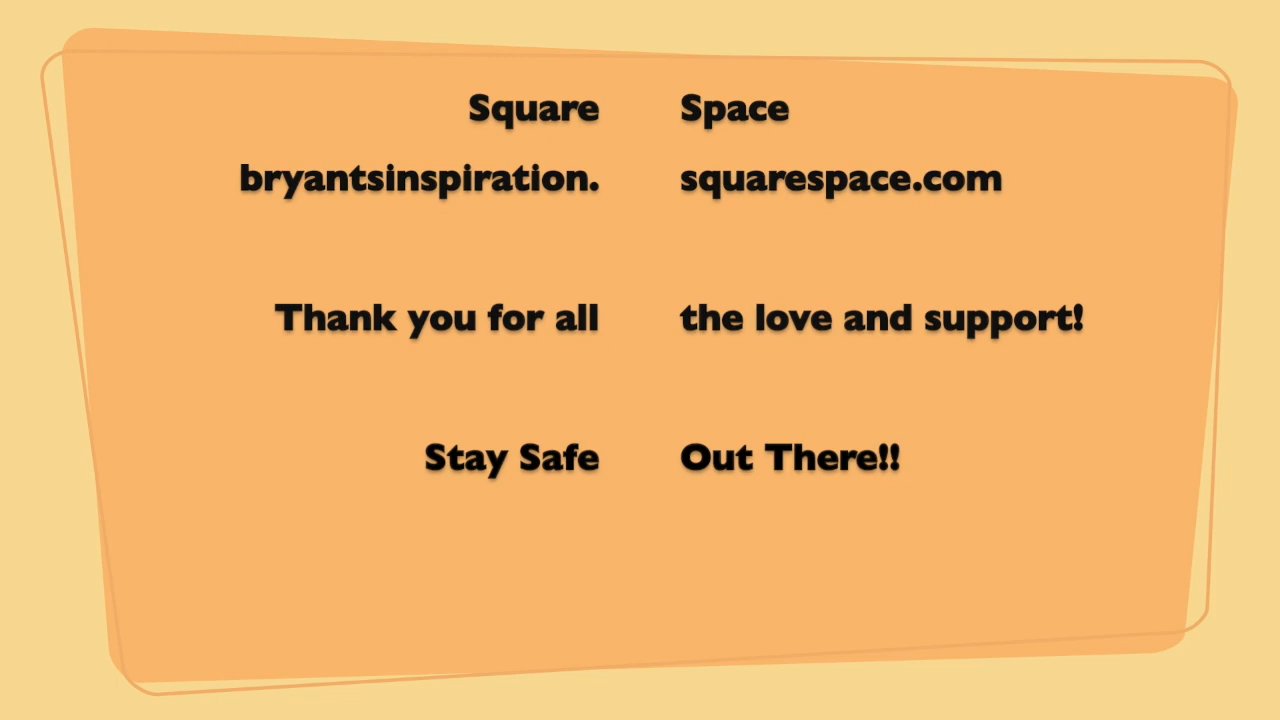 Square Space
bryantsinspiration. squarespace.com
Thank you for all the love and support!
Stay Safe Out There!!